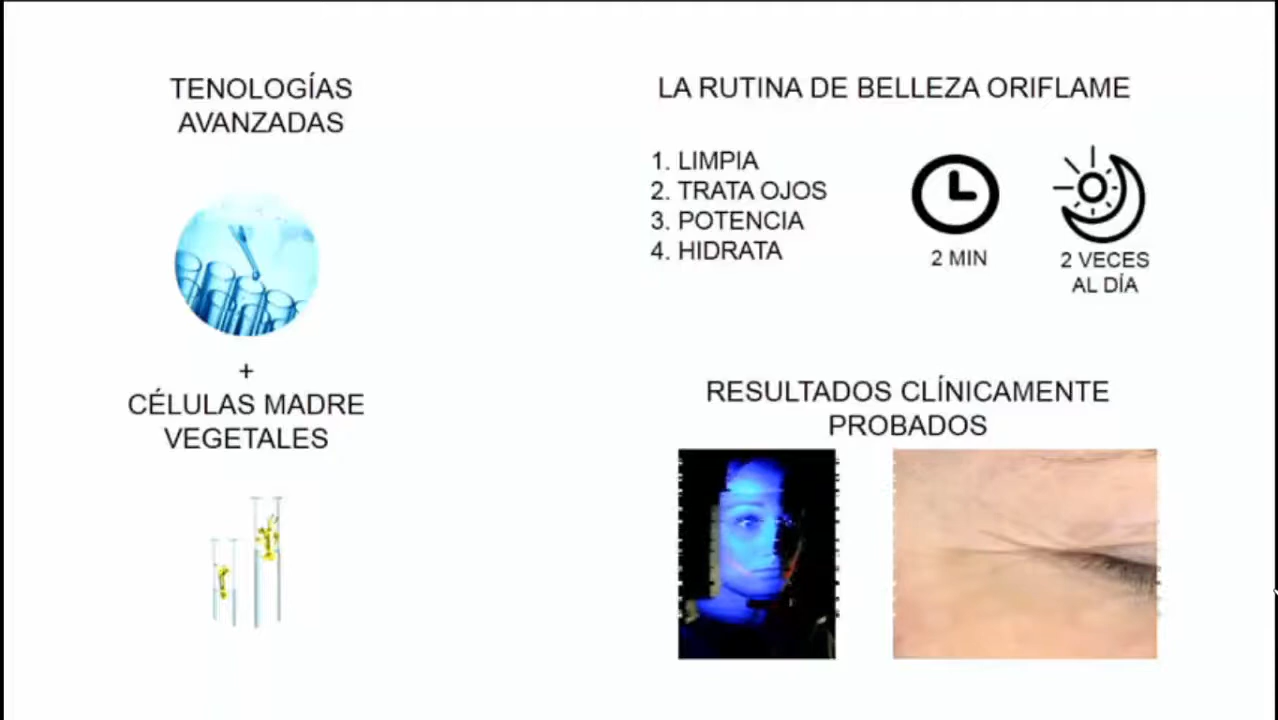 TENOLOGÍAS
AVANZADAS
+
CÉLULAS MADRE
VEGETALES
LA RUTINA DE BELLEZA ORIFLAME
1. LIMPIA
2. TRATA OJOS
3. POTENCIA
4. HIDRATA
2 MIN
2 VECES
AL DÍA
RESULTADOS CLÍNICAMENTE
PROBADOS